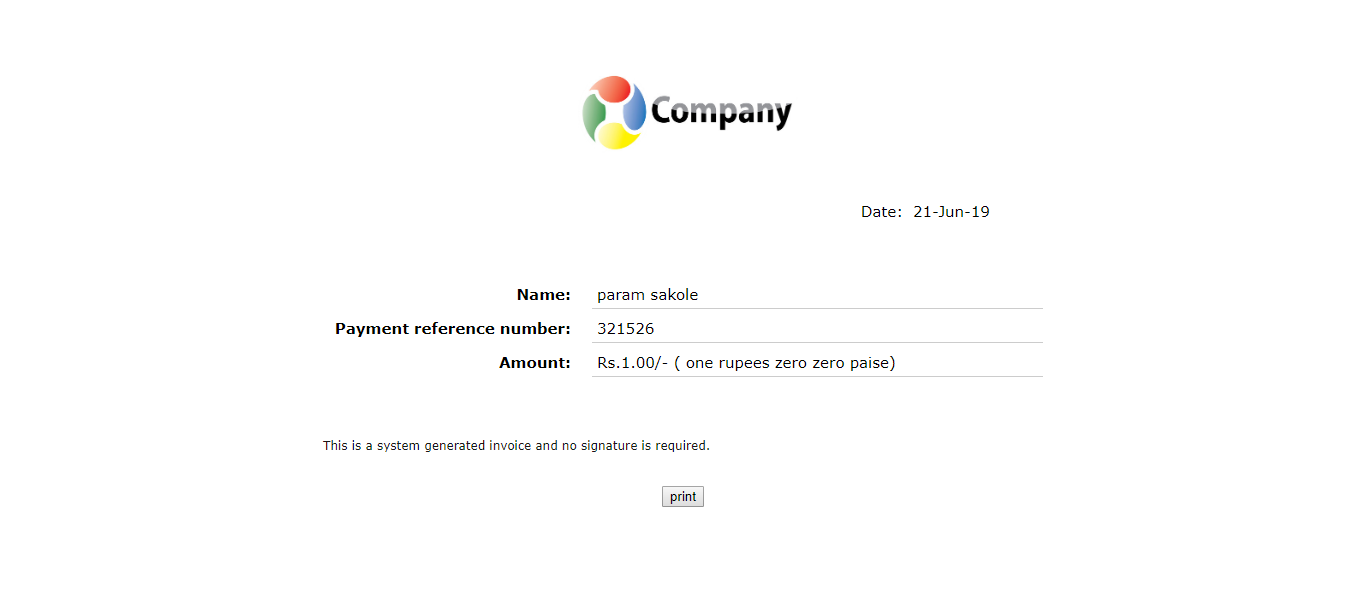 Company
Date: 21-Jun-19
Name: param sakole
Payment reference number: 321526
Amount: Rs.1.00/- ( one rupees zero zero paise)
This is a system generated invoice and no signature is required.
print